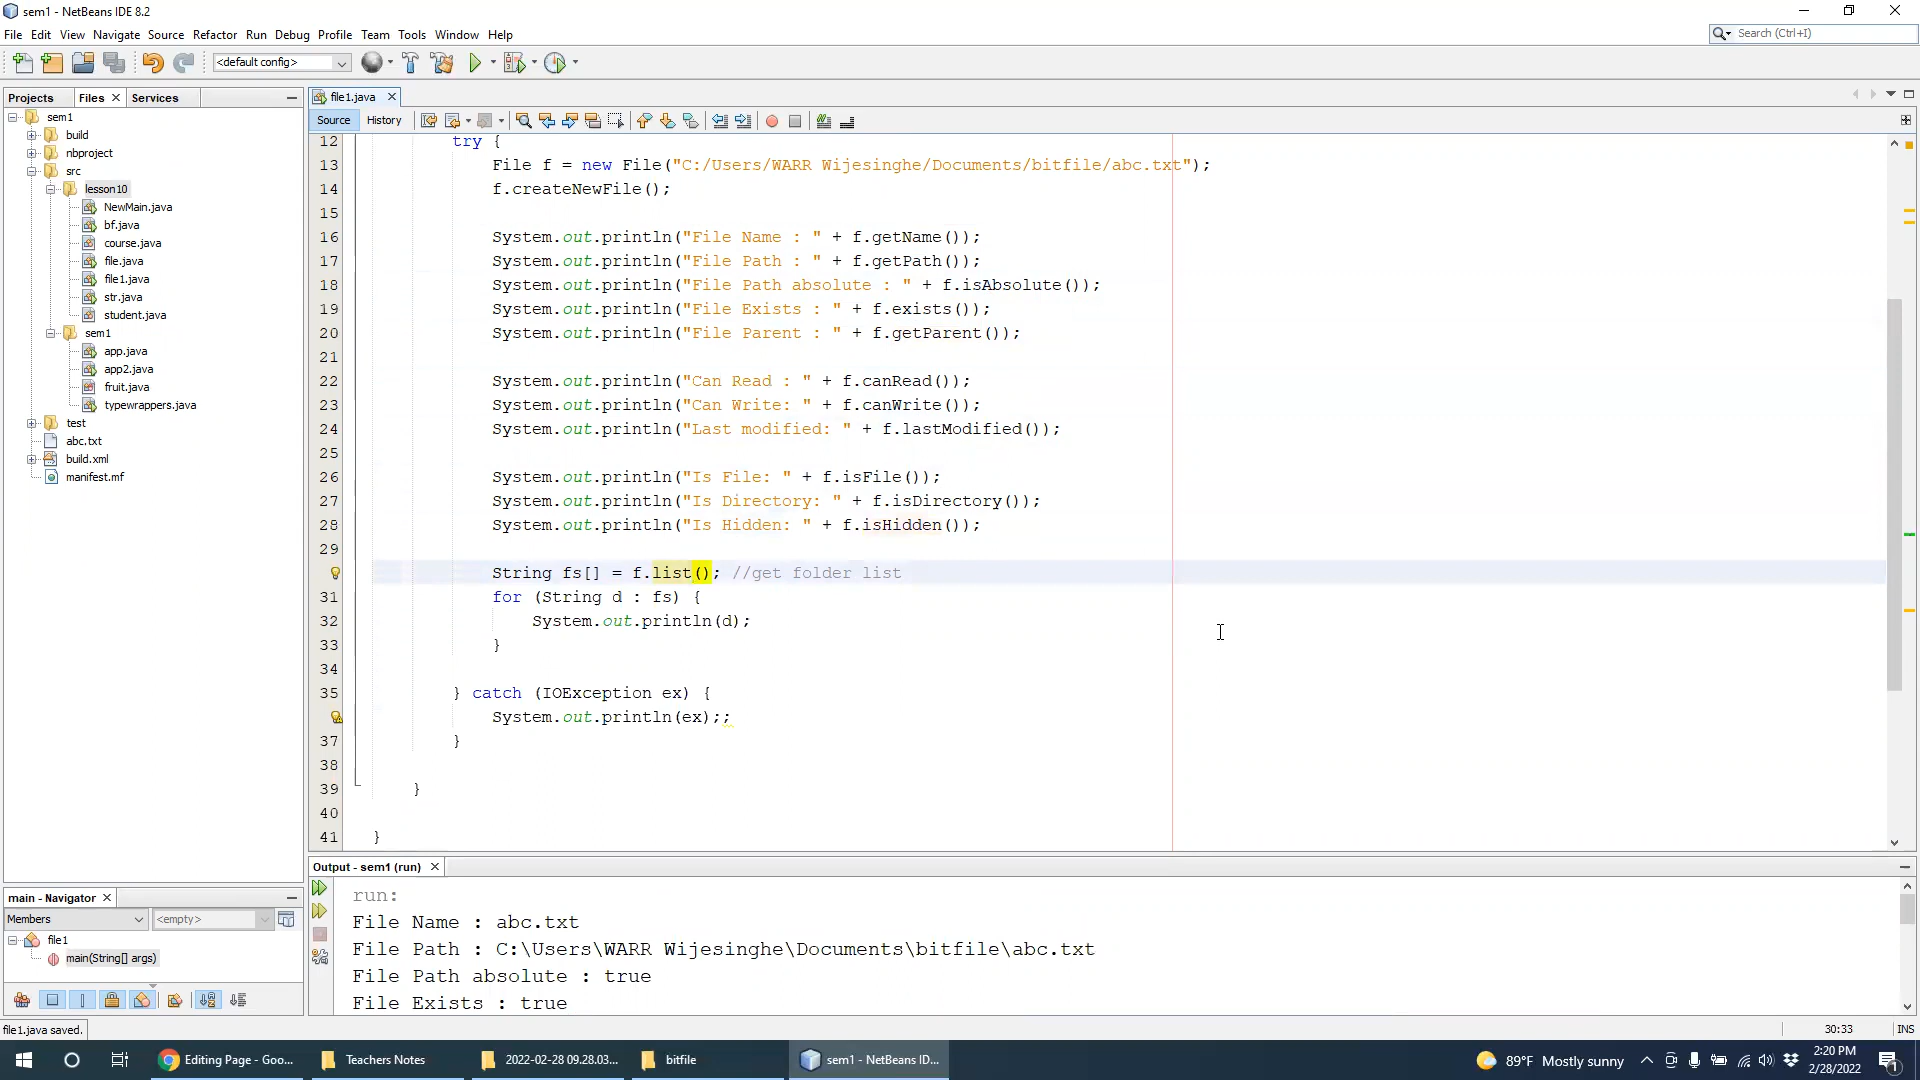 sem1 - NetBeans IDE 8.2
File Edit View Navigate Source Refactor Run Debug Profile Team Tools Window Help
Search (Ctrl+I)
<default config>
Projects Files Services
file1.java
Source History
sem1
build
nbproject
src
lesson10
NewMain.java
bf.java
course.java
file.java
file1.java
str.java
student.java
sem1
app.java
app2.java
fruit.java
typewrappers.java
test
abc.txt
build.xml
manifest.mf
12 try {
13 File f = new File("C:/Users/WARR Wijesinghe/Documents/bitfile/abc.txt");
14 f.createNewFile();
15
16 System.out.println("File Name : " + f.getName());
17 System.out.println("File Path : " + f.getPath());
18 System.out.println("File Path absolute : " + f.isAbsolute());
19 System.out.println("File Exists : " + f.exists());
20 System.out.println("File Parent : " + f.getParent());
21
22 System.out.println("Can Read : " + f.canRead());
23 System.out.println("Can Write: " + f.canWrite());
24 System.out.println("Last modified: " + f.lastModified());
25
26 System.out.println("Is File: " + f.isFile());
27 System.out.println("Is Directory: " + f.isDirectory());
28 System.out.println("Is Hidden: " + f.isHidden());
29
String fs[] = f.list(); //get folder list
31 for (String d : fs) {
32 System.out.println(d);
33 }
34
35 } catch (IOException ex) {
System.out.println(ex);;
37 }
38
39 }
40
41 }
main - Navigator
Members <empty>
file1
main(String[] args)
Output - sem1 (run)
run:
File Name : abc.txt
File Path : C:\Users\WARR Wijesinghe\Documents\bitfile\abc.txt
File Path absolute : true
File Exists : true
file1.java saved.
30:33 INS
Editing Page - Goo...
Teachers Notes
2022-02-28 09.28.03...
bitfile
sem1 - NetBeans ID...
89°F Mostly sunny
2:20 PM
2/28/2022
1